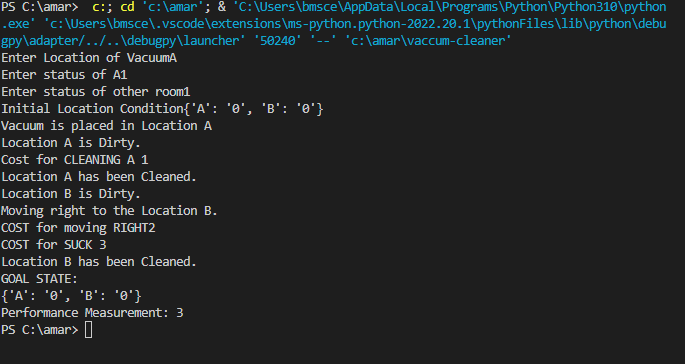 PS C:\amar>  c:; cd 'c:\amar'; & 'C:\Users\bmsce\AppData\Local\Programs\Python\Python310\python
.exe' 'c:\Users\bmsce\.vscode\extensions\ms-python.python-2022.20.1\pythonFiles\lib\python\debu
gpy\adapter/../..\debugpy\launcher' '50240' '--' 'c:\amar\vaccum-cleaner'
Enter Location of VacuumA
Enter status of A1
Enter status of other room1
Initial Location Condition{'A': '0', 'B': '0'}
Vacuum is placed in Location A
Location A is Dirty.
Cost for CLEANING A 1
Location A has been Cleaned.
Location B is Dirty.
Moving right to the Location B.
COST for moving RIGHT2
COST for SUCK 3
Location B has been Cleaned.
GOAL STATE:
{'A': '0', 'B': '0'}
Performance Measurement: 3
PS C:\amar>